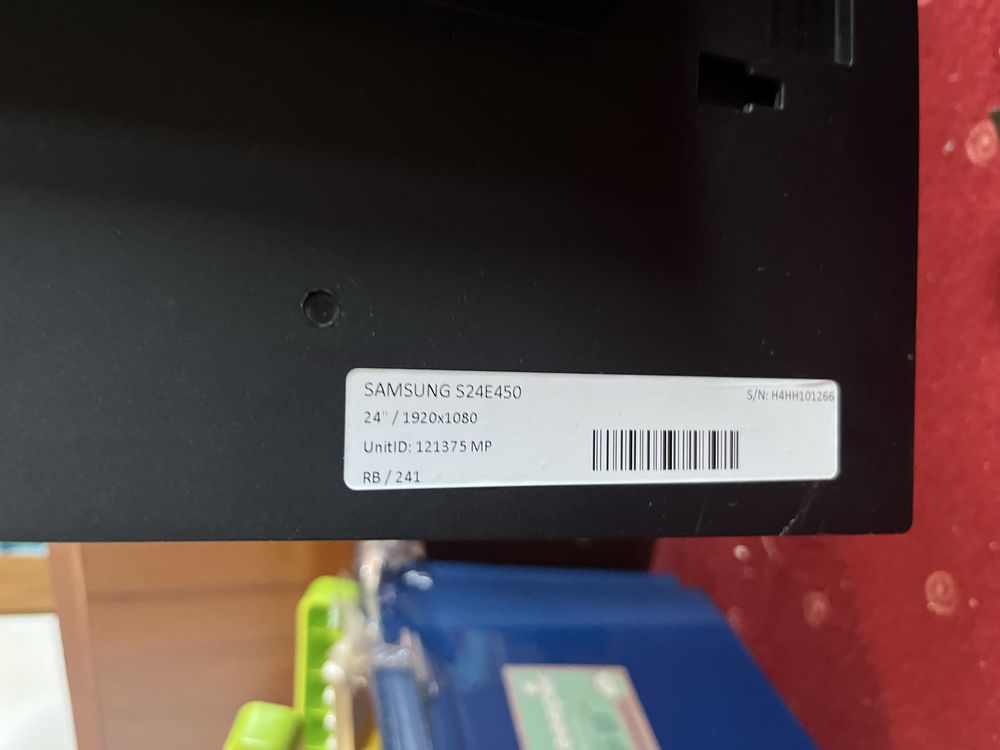 SAMSUNG S24E450
S/N: H4HH101266
24" / 1920x1080
UnitID: 121375 MP
RB / 241